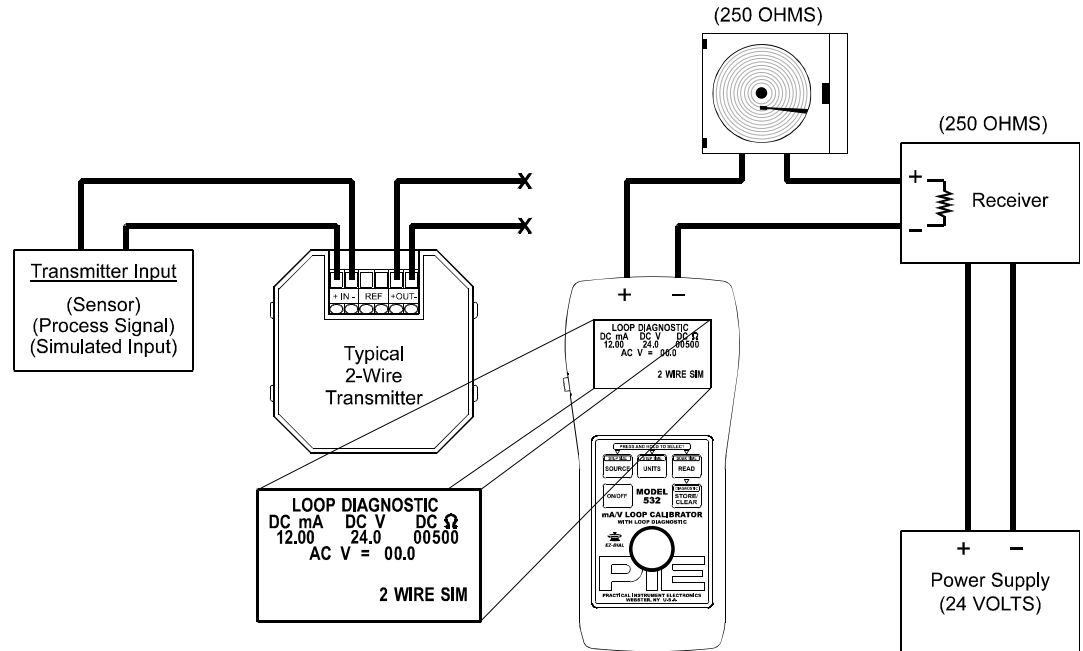 (250 OHMS)
(250 OHMS)
+
−
Receiver
X
X
Transmitter Input
(Sensor)
(Process Signal)
(Simulated Input)
+ IN - REF +OUT-
Typical
2-Wire
Transmitter
+ −
LOOP DIAGNOSTIC
DC mA DC V DC Ω
12.00 24.0 00500
AC V = 00.0
2 WIRE SIM
PRESS AND HOLD TO SELECT
SOURCE UNITS READ
ON/OFF
MODEL
532
DIAGNOSTIC
STORE/
CLEAR
mA/V LOOP CALIBRATOR
WITH LOOP DIAGNOSTIC
EZ-DIAL
PIE
PRACTICAL INSTRUMENT ELECTRONICS
WEBSTER, NY U.S.A.
LOOP DIAGNOSTIC
DC mA DC V DC Ω
12.00 24.0 00500
AC V = 00.0
2 WIRE SIM
+ −
Power Supply
(24 VOLTS)